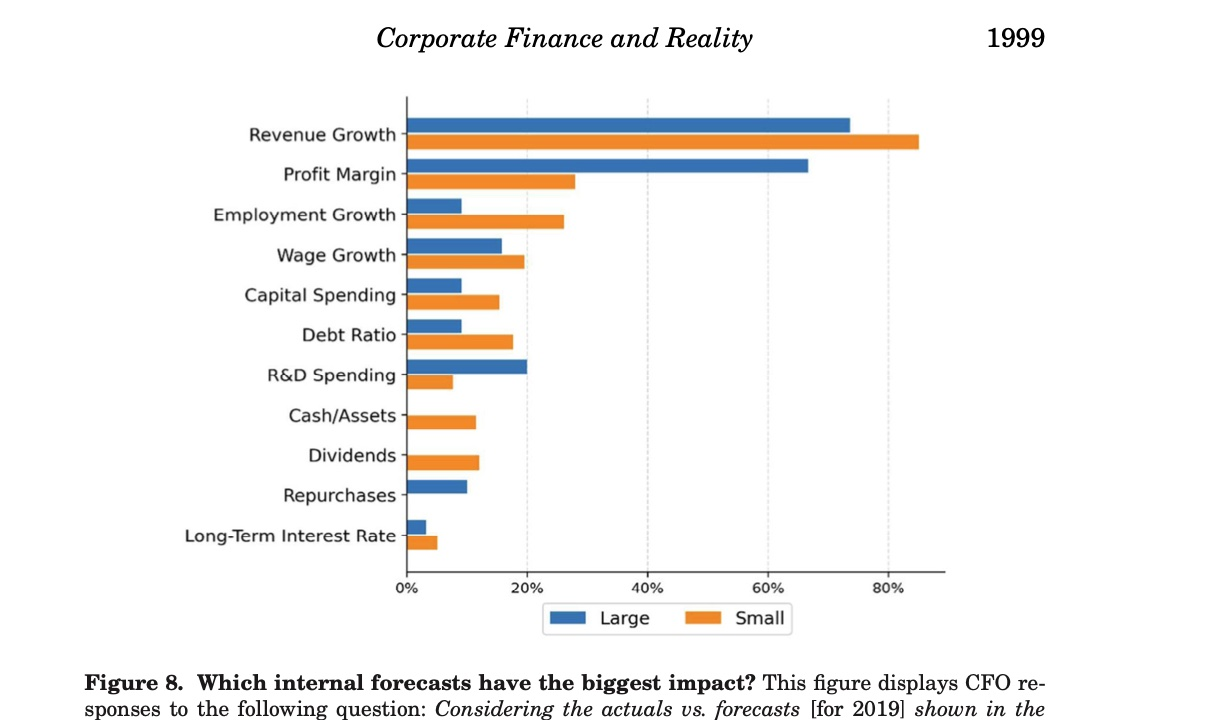 Corporate Finance and Reality 1999
Revenue Growth
Profit Margin
Employment Growth
Wage Growth
Capital Spending
Debt Ratio
R&D Spending
Cash/Assets
Dividends
Repurchases
Long-Term Interest Rate
0% 20% 40% 60% 80%
Large Small
Figure 8. Which internal forecasts have the biggest impact? This figure displays CFO re-
sponses to the following question: Considering the actuals vs. forecasts [for 2019] shown in the